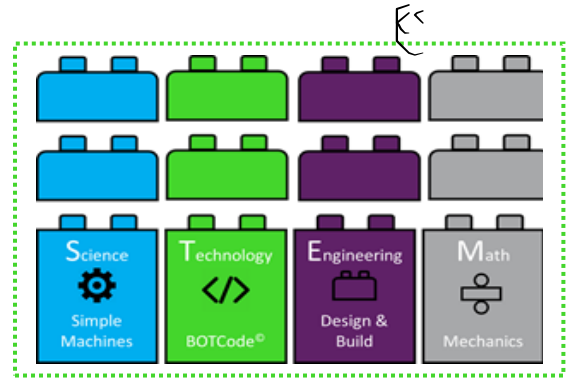 Science
Simple
Machines
Technology
</>
BOTCode©
Engineering
Design &
Build
Math
Mechanics